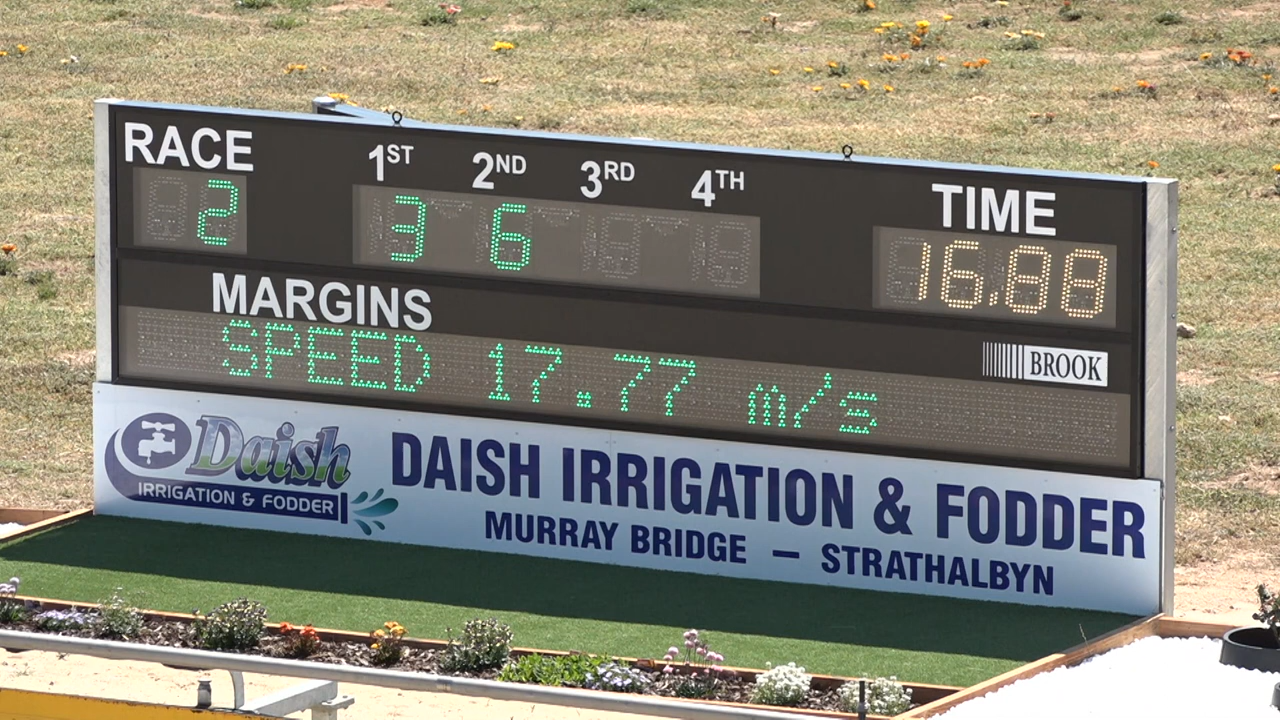 RACE 1ST 2ND 3RD 4TH TIME
2 3 6 16.88
MARGINS
SPEED 17.77 m/s
BROOK
Daish
IRRIGATION & FODDER
DAISH IRRIGATION & FODDER
MURRAY BRIDGE — STRATHALBYN